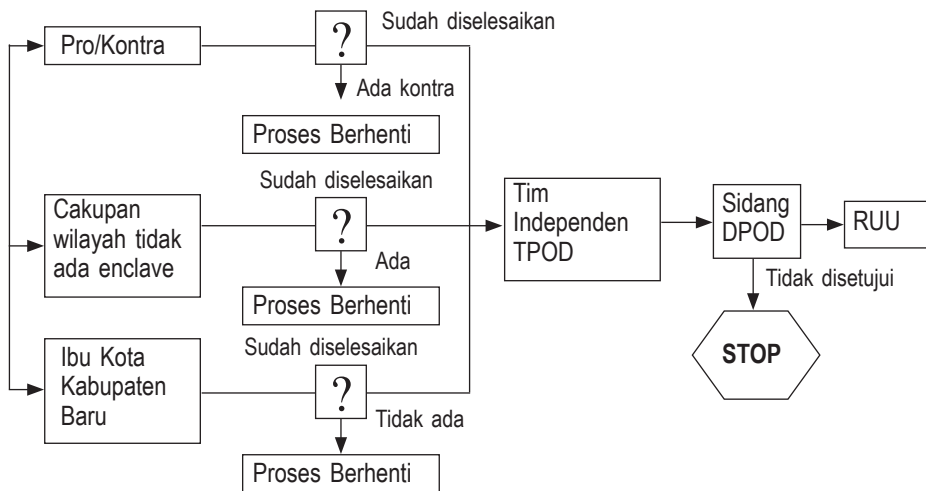 Sudah diselesaikan
Pro/Kontra
?
Ada kontra
Proses Berhenti
Sudah diselesaikan
Cakupan
wilayah tidak
ada enclave
?
Ada
Proses Berhenti
Tim
Independen
TPOD
Sidang
DPOD
RUU
Tidak disetujui
STOP
Sudah diselesaikan
Ibu Kota
Kabupaten
Baru
?
Tidak ada
Proses Berhenti